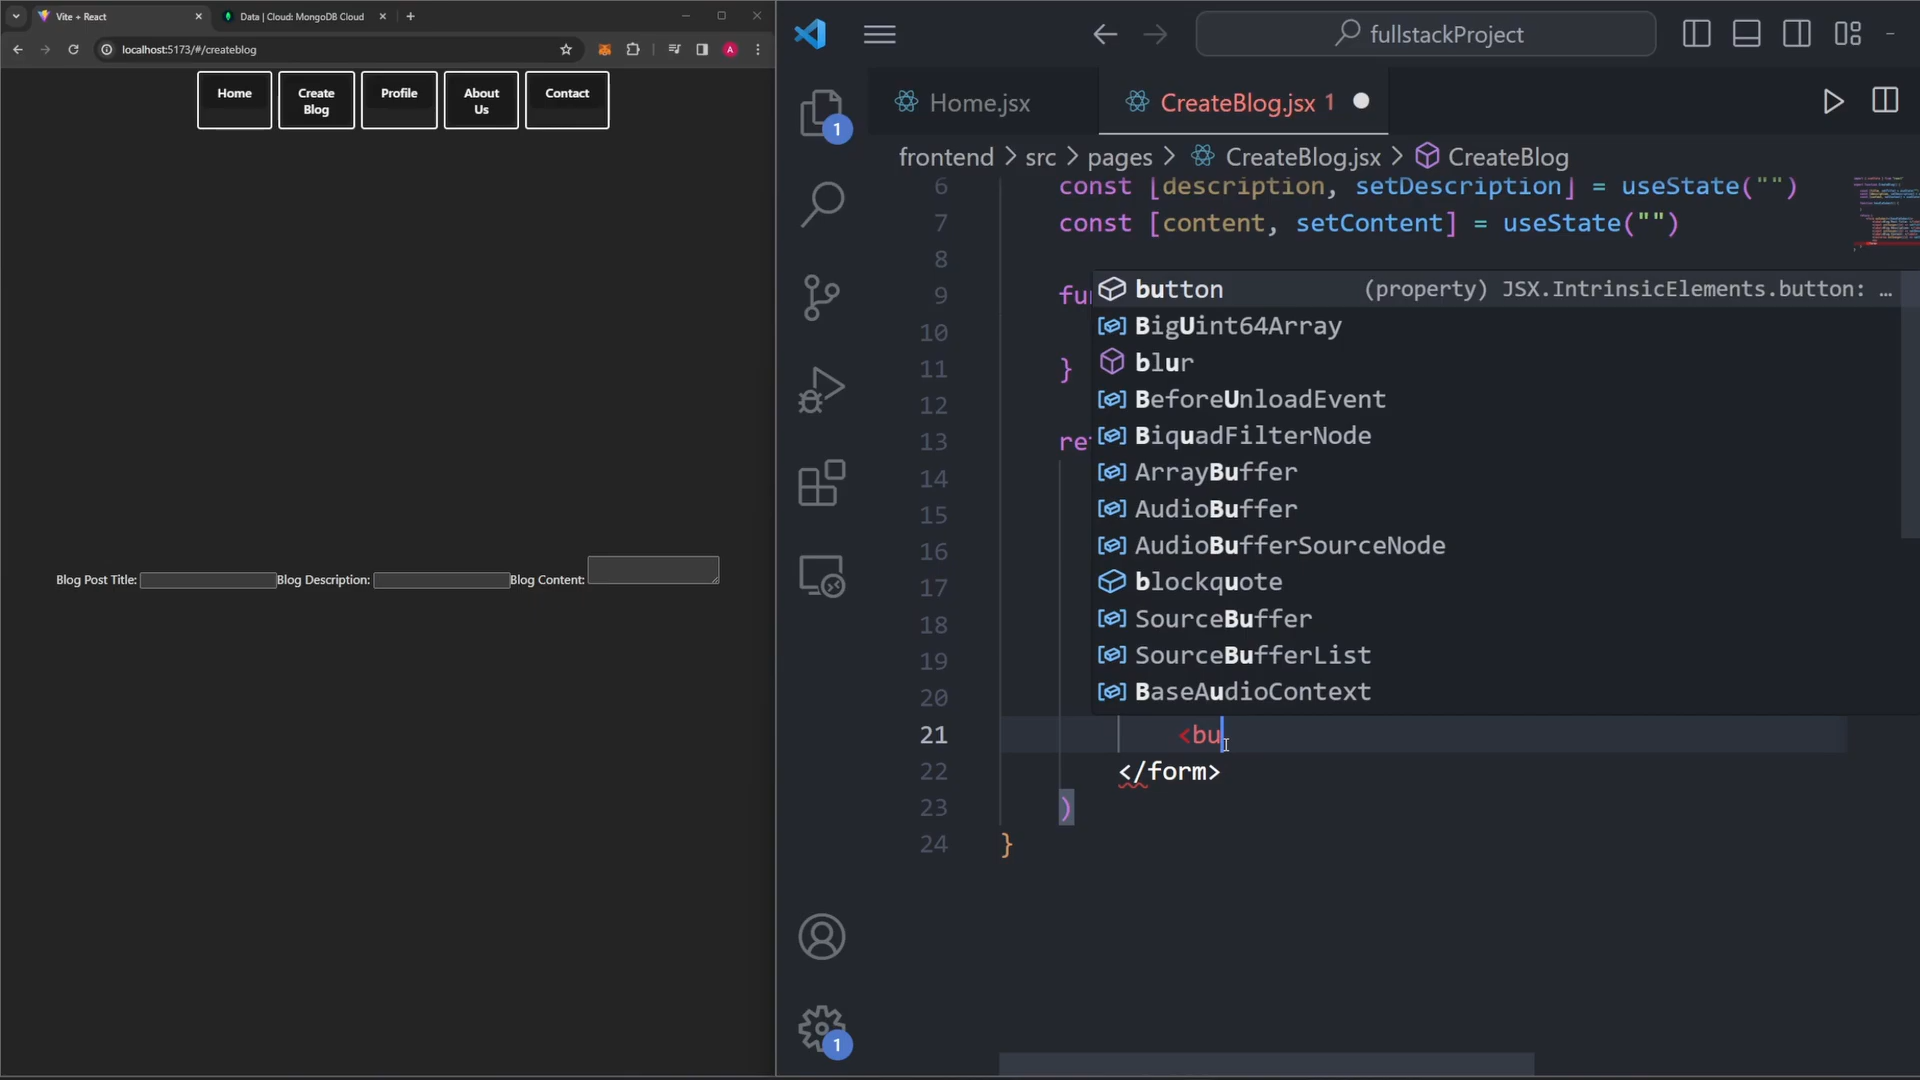 Vite + React
Data | Cloud: MongoDB Cloud
localhost:5173/#/createblog
A
Home
Create
Blog
Profile
About
Us
Contact
Blog Post Title:
Blog Description:
Blog Content:
fullstackProject
1
Home.jsx
CreateBlog.jsx 1
frontend > src > pages > CreateBlog.jsx > CreateBlog
6 const [description, setDescription] = useState("")
7 const [content, setContent] = useState("")
8
9 fu
button (property) JSX.IntrinsicElements.button: …
10
BigUint64Array
blur
11 }
BeforeUnloadEvent
12
13 re
BiquadFilterNode
14
ArrayBuffer
15
AudioBuffer
16
AudioBufferSourceNode
17
blockquote
18
SourceBuffer
19
SourceBufferList
20
BaseAudioContext
21 <bu
22 </form>
23 )
24 }
1